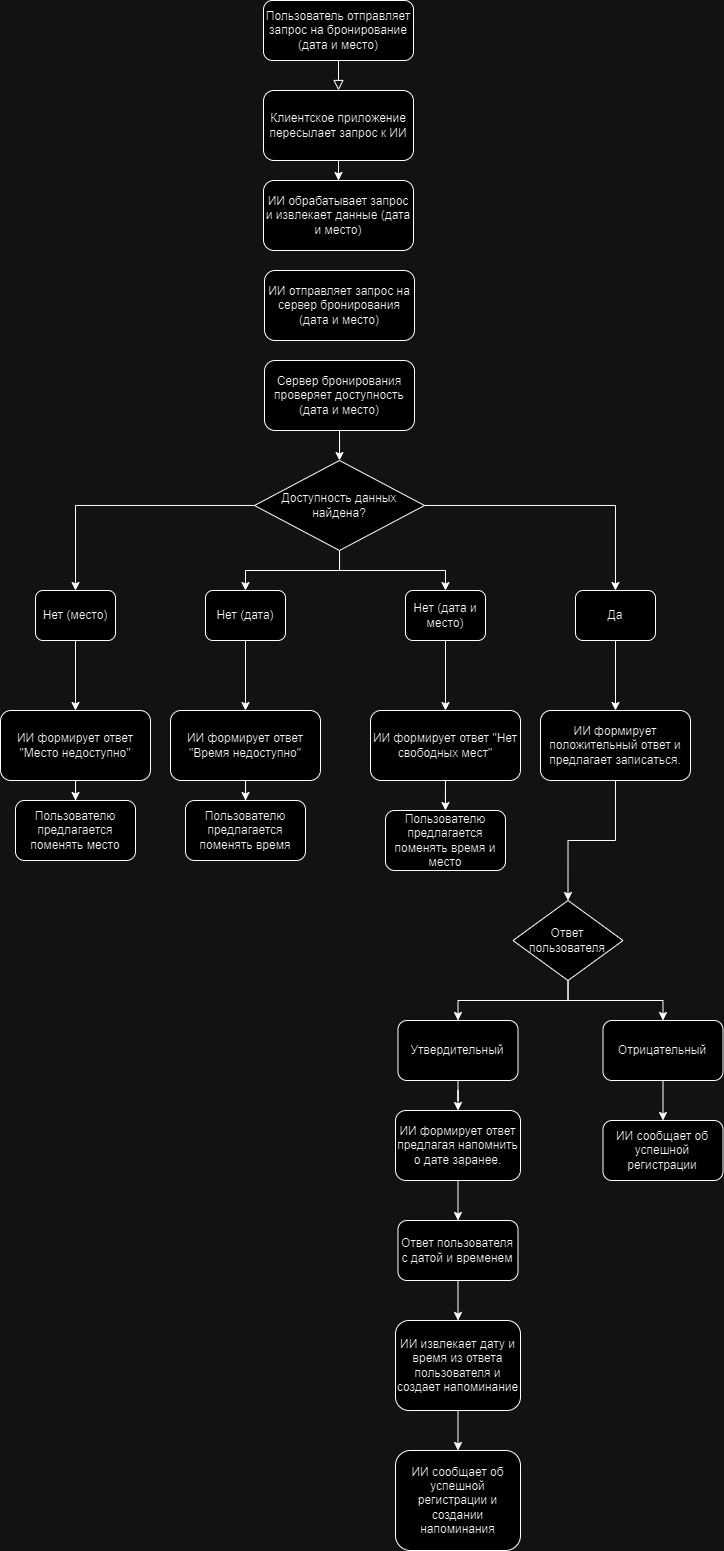 Пользователь отправляет
запрос на бронирование
(дата и место)
Клиентское приложение
пересылает запрос к ИИ
ИИ обрабатывает запрос
и извлекает данные (дата
и место)
ИИ отправляет запрос на
сервер бронирования
(дата и место)
Сервер бронирования
проверяет доступность
(дата и место)
Доступность данных
найдена?
Нет (место)
Нет (дата)
Нет (дата и
место)
Да
ИИ формирует ответ
"Место недоступно"
ИИ формирует ответ
"Время недоступно"
ИИ формирует ответ "Нет
свободных мест"
ИИ формирует
положительный ответ и
предлагает записаться.
Пользователю
предлагается
поменять место
Пользователю
предлагается
поменять время
Пользователю
предлагается
поменять время и
место
Ответ
пользователя
Утвердительный
Отрицательный
ИИ формирует ответ
предлагая напомнить
о дате заранее.
ИИ сообщает об
успешной
регистрации
Ответ пользователя
с датой и временем
ИИ извлекает дату и
время из ответа
пользователя и
создает напоминание
ИИ сообщает об
успешной
регистрации и
создании
напоминания